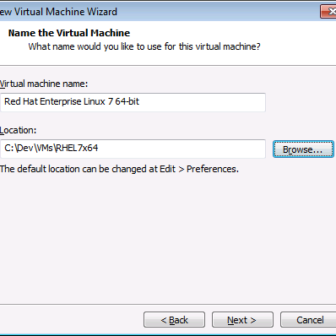 ew Virtual Machine Wizard
Name the Virtual Machine
What name would you like to use for this virtual machine?
Virtual machine name:
Red Hat Enterprise Linux 7 64-bit
Location:
C:\Dev\VMs\RHEL7x64
Browse...
The default location can be changed at Edit > Preferences.
< Back
Next >
Cancel